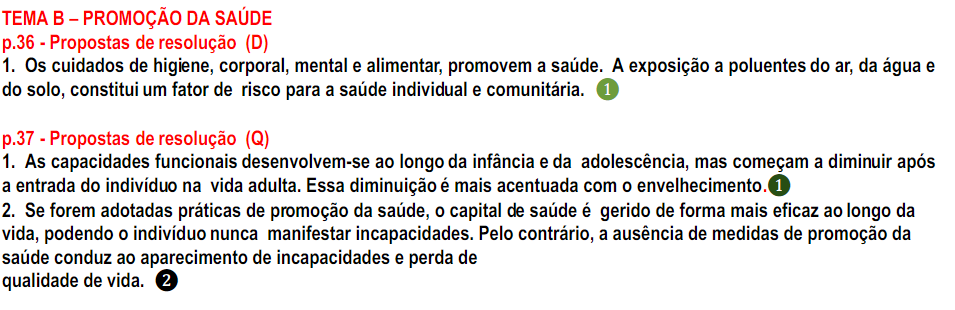 TEMA B – PROMOÇÃO DA SAÚDE
p.36 - Propostas de resolução (D)
1. Os cuidados de higiene, corporal, mental e alimentar, promovem a saúde. A exposição a poluentes do ar, da água e
do solo, constitui um fator de risco para a saúde individual e comunitária. ❶
p.37 - Propostas de resolução (Q)
1. As capacidades funcionais desenvolvem-se ao longo da infância e da adolescência, mas começam a diminuir após
a entrada do indivíduo na vida adulta. Essa diminuição é mais acentuada com o envelhecimento.❶
2. Se forem adotadas práticas de promoção da saúde, o capital de saúde é gerido de forma mais eficaz ao longo da
vida, podendo o indivíduo nunca manifestar incapacidades. Pelo contrário, a ausência de medidas de promoção da
saúde conduz ao aparecimento de incapacidades e perda de
qualidade de vida. ❷